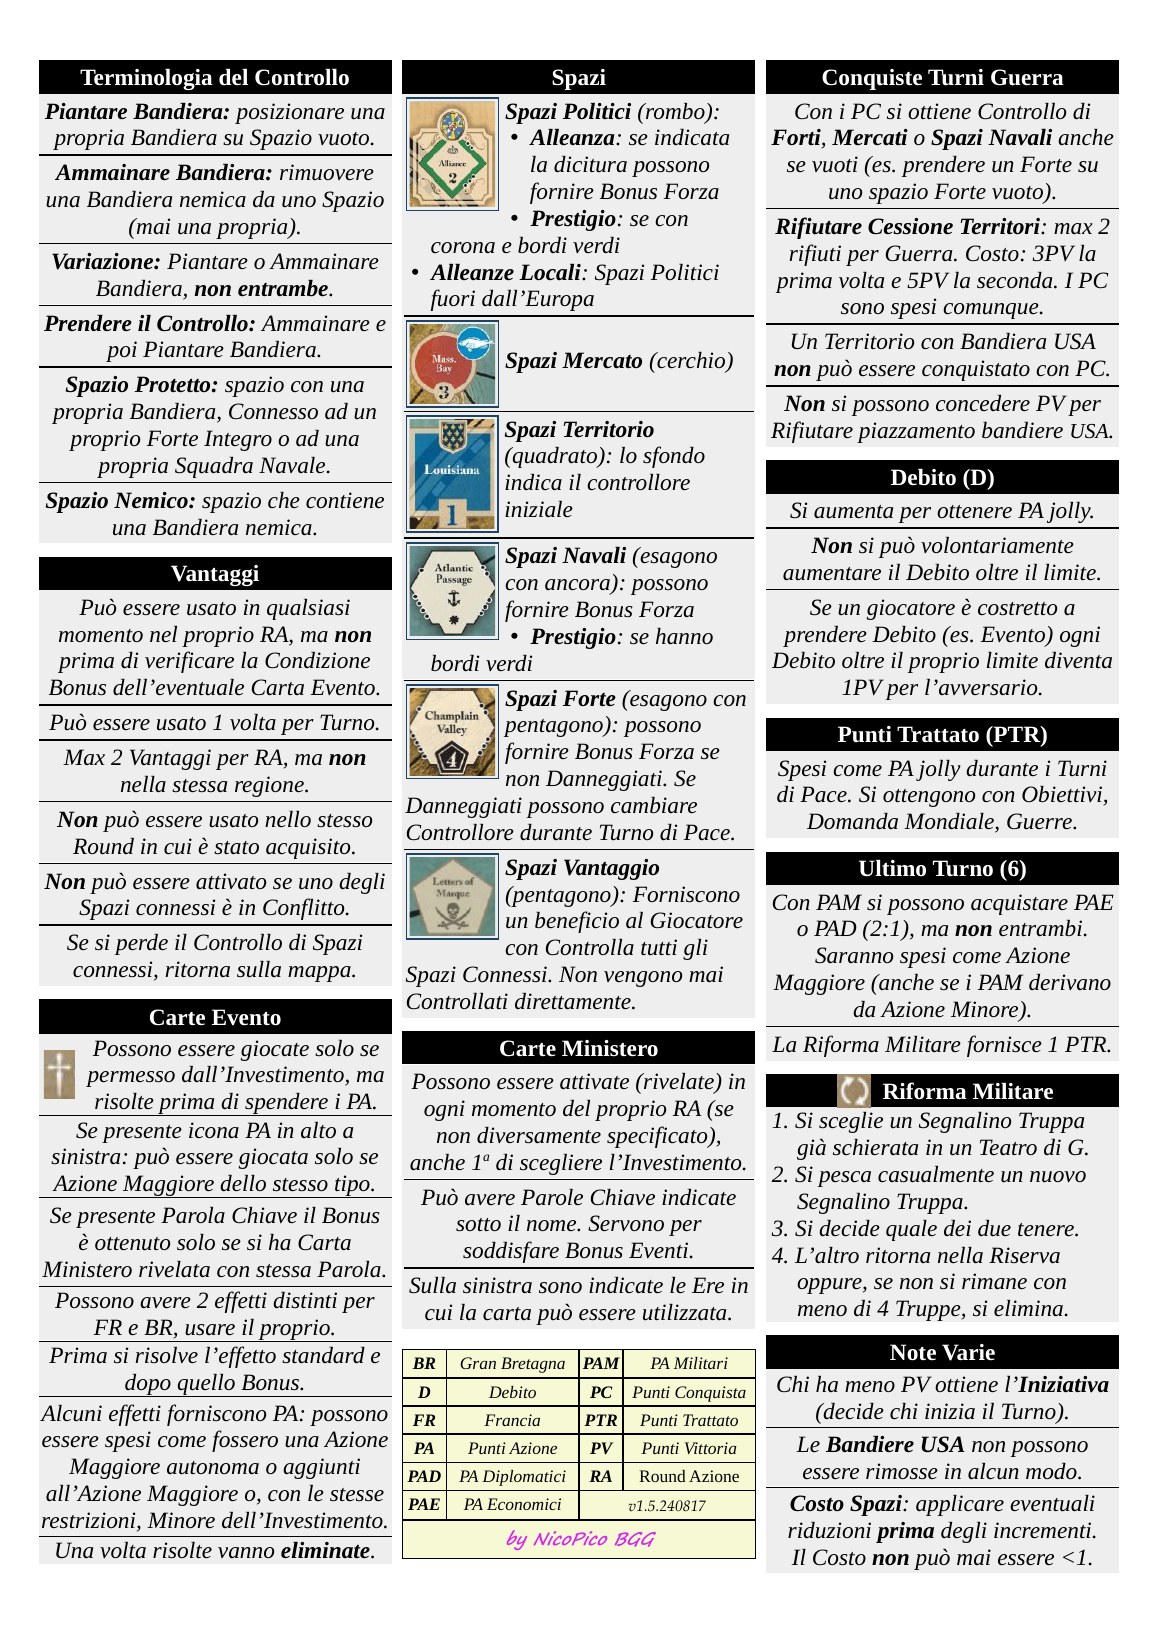 Terminologia del Controllo
Piantare Bandiera: posizionare una
propria Bandiera su Spazio vuoto.
Ammainare Bandiera: rimuovere
una Bandiera nemica da uno Spazio
(mai una propria).
Variazione: Piantare o Ammainare
Bandiera, non entrambe.
Prendere il Controllo: Ammainare e
poi Piantare Bandiera.
Spazio Protetto: spazio con una
propria Bandiera, Connesso ad un
proprio Forte Integro o ad una
propria Squadra Navale.
Spazio Nemico: spazio che contiene
una Bandiera nemica.
Vantaggi
Può essere usato in qualsiasi
momento nel proprio RA, ma non
prima di verificare la Condizione
Bonus dell’eventuale Carta Evento.
Può essere usato 1 volta per Turno.
Max 2 Vantaggi per RA, ma non
nella stessa regione.
Non può essere usato nello stesso
Round in cui è stato acquisito.
Non può essere attivato se uno degli
Spazi connessi è in Conflitto.
Se si perde il Controllo di Spazi
connessi, ritorna sulla mappa.
Carte Evento
Possono essere giocate solo se
permesso dall’Investimento, ma
risolte prima di spendere i PA.
Se presente icona PA in alto a
sinistra: può essere giocata solo se
Azione Maggiore dello stesso tipo.
Se presente Parola Chiave il Bonus
è ottenuto solo se si ha Carta
Ministero rivelata con stessa Parola.
Possono avere 2 effetti distinti per
FR e BR, usare il proprio.
Prima si risolve l’effetto standard e
dopo quello Bonus.
Alcuni effetti forniscono PA: possono
essere spesi come fossero una Azione
Maggiore autonoma o aggiunti
all’Azione Maggiore o, con le stesse
restrizioni, Minore dell’Investimento.
Una volta risolte vanno eliminate.
Spazi
Alliance
2
Spazi Politici (rombo):
• Alleanza: se indicata
la dicitura possono
fornire Bonus Forza
• Prestigio: se con
corona e bordi verdi
• Alleanze Locali: Spazi Politici
fuori dall’Europa
Mass.
Bay
3
Spazi Mercato (cerchio)
Louisiana
1
Spazi Territorio
(quadrato): lo sfondo
indica il controllore
iniziale
Atlantic
Passage
Spazi Navali (esagono
con ancora): possono
fornire Bonus Forza
• Prestigio: se hanno
bordi verdi
Champlain
Valley
4
Spazi Forte (esagono con
pentagono): possono
fornire Bonus Forza se
non Danneggiati. Se
Danneggiati possono cambiare
Controllore durante Turno di Pace.
Letters of
Marque
Spazi Vantaggio
(pentagono): Forniscono
un beneficio al Giocatore
con Controlla tutti gli
Spazi Connessi. Non vengono mai
Controllati direttamente.
Carte Ministero
Possono essere attivate (rivelate) in
ogni momento del proprio RA (se
non diversamente specificato),
anche 1ª di scegliere l’Investimento.
Può avere Parole Chiave indicate
sotto il nome. Servono per
soddisfare Bonus Eventi.
Sulla sinistra sono indicate le Ere in
cui la carta può essere utilizzata.
BR Gran Bretagna PAM PA Militari
D Debito PC Punti Conquista
FR Francia PTR Punti Trattato
PA Punti Azione PV Punti Vittoria
PAD PA Diplomatici RA Round Azione
PAE PA Economici v1.5.240817
by NicoPico BGG
Conquiste Turni Guerra
Con i PC si ottiene Controllo di
Forti, Mercati o Spazi Navali anche
se vuoti (es. prendere un Forte su
uno spazio Forte vuoto).
Rifiutare Cessione Territori: max 2
rifiuti per Guerra. Costo: 3PV la
prima volta e 5PV la seconda. I PC
sono spesi comunque.
Un Territorio con Bandiera USA
non può essere conquistato con PC.
Non si possono concedere PV per
Rifiutare piazzamento bandiere USA.
Debito (D)
Si aumenta per ottenere PA jolly.
Non si può volontariamente
aumentare il Debito oltre il limite.
Se un giocatore è costretto a
prendere Debito (es. Evento) ogni
Debito oltre il proprio limite diventa
1PV per l’avversario.
Punti Trattato (PTR)
Spesi come PA jolly durante i Turni
di Pace. Si ottengono con Obiettivi,
Domanda Mondiale, Guerre.
Ultimo Turno (6)
Con PAM si possono acquistare PAE
o PAD (2:1), ma non entrambi.
Saranno spesi come Azione
Maggiore (anche se i PAM derivano
da Azione Minore).
La Riforma Militare fornisce 1 PTR.
Riforma Militare
1. Si sceglie un Segnalino Truppa
già schierata in un Teatro di G.
2. Si pesca casualmente un nuovo
Segnalino Truppa.
3. Si decide quale dei due tenere.
4. L’altro ritorna nella Riserva
oppure, se non si rimane con
meno di 4 Truppe, si elimina.
Note Varie
Chi ha meno PV ottiene l’Iniziativa
(decide chi inizia il Turno).
Le Bandiere USA non possono
essere rimosse in alcun modo.
Costo Spazi: applicare eventuali
riduzioni prima degli incrementi.
Il Costo non può mai essere <1.